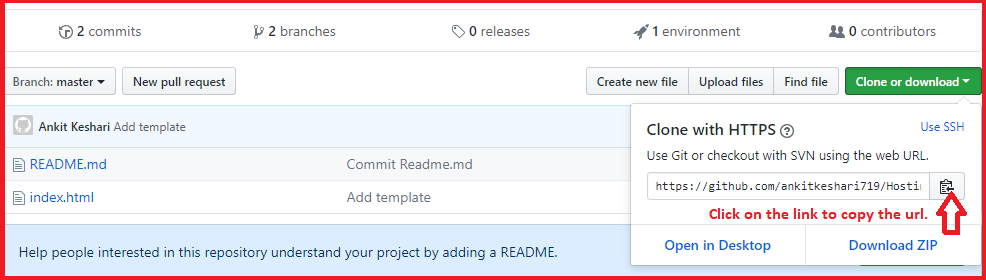 2 commits 2 branches 0 releases 1 environment 0 contributors
Branch: master New pull request Create new file Upload files Find file Clone or download
Ankit Keshari Add template
Clone with HTTPS ? Use SSH
README.md Commit Readme.md
Use Git or checkout with SVN using the web URL.
index.html Add template
https://github.com/ankitkeshari719/Hosti
Click on the link to copy the url.
Help people interested in this repository understand your project by adding a README.
Open in Desktop Download ZIP